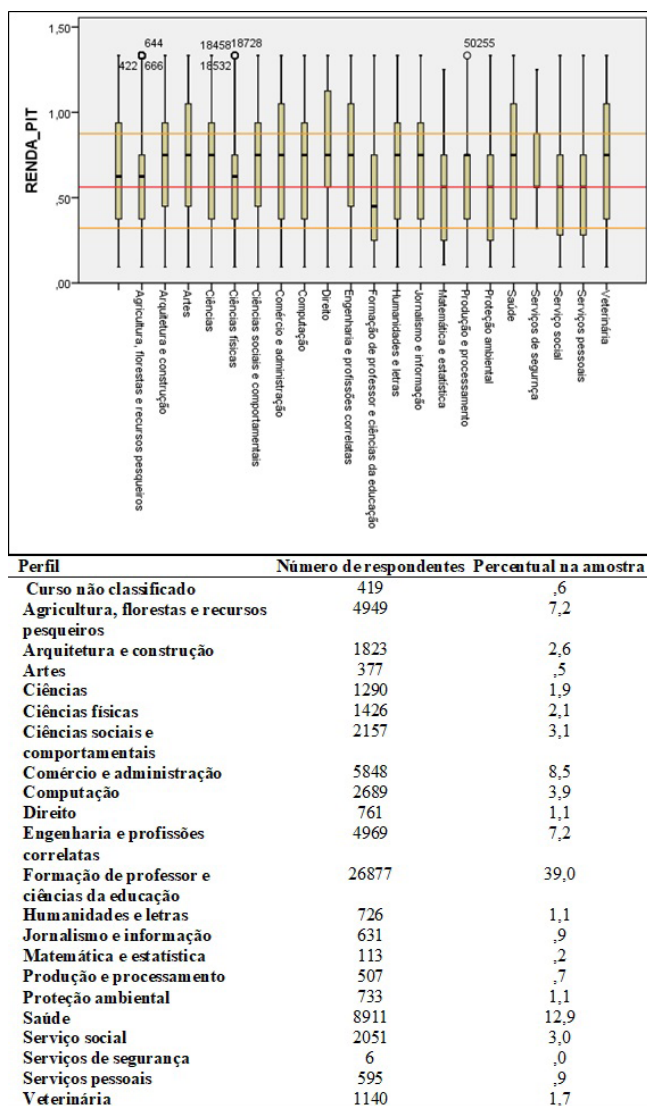 1,50
644
18458 18728
50255
422 666
18532
1,00
RENDA_PIT
,50
,00
Agricultura, florestas e recursos pesqueiros
Arquitetura e construção
Artes
Ciências
Ciências físicas
Ciências sociais e comportamentais
Comércio e administração
Computação
Direito
Engenharia e profissões correlatas
Formação de professor e ciências da educação
Humanidades e letras
Jornalismo e informação
Matemática e estatística
Produção e processamento
Proteção ambiental
Saúde
Serviços de segurnça
Serviço social
Serviços pessoais
Veterinária
Perfil Número de respondentes Percentual na amostra
Curso não classificado 419 ,6
Agricultura, florestas e recursos 4949 7,2
pesqueiros
Arquitetura e construção 1823 2,6
Artes 377 ,5
Ciências 1290 1,9
Ciências físicas 1426 2,1
Ciências sociais e 2157 3,1
comportamentais
Comércio e administração 5848 8,5
Computação 2689 3,9
Direito 761 1,1
Engenharia e profissões 4969 7,2
correlatas
Formação de professor e 26877 39,0
ciências da educação
Humanidades e letras 726 1,1
Jornalismo e informação 631 ,9
Matemática e estatística 113 ,2
Produção e processamento 507 ,7
Proteção ambiental 733 1,1
Saúde 8911 12,9
Serviço social 2051 3,0
Serviços de segurança 6 ,0
Serviços pessoais 595 ,9
Veterinária 1140 1,7